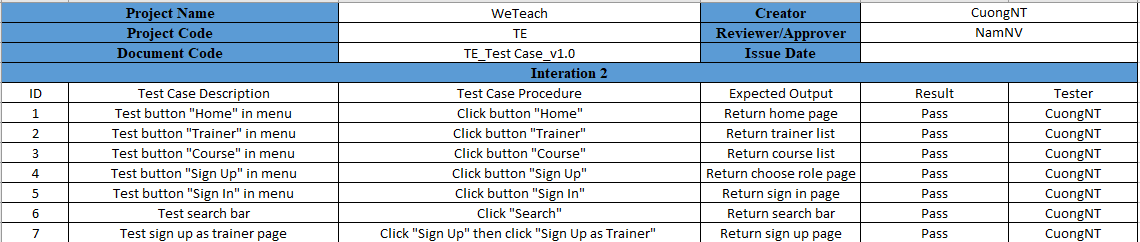 Project Name WeTeach Creator CuongNT
Project Code TE Reviewer/Approver NamNV
Document Code TE_Test Case_v1.0 Issue Date
Interation 2
ID Test Case Description Test Case Procedure Expected Output Result Tester
1 Test button "Home" in menu Click button "Home" Return home page Pass CuongNT
2 Test button "Trainer" in menu Click button "Trainer" Return trainer list Pass CuongNT
3 Test button "Course" in menu Click button "Course" Return course list Pass CuongNT
4 Test button "Sign Up" in menu Click button "Sign Up" Return choose role page Pass CuongNT
5 Test button "Sign In" in menu Click button "Sign In" Return sign in page Pass CuongNT
6 Test search bar Click "Search" Return search bar Pass CuongNT
7 Test sign up as trainer page Click "Sign Up" then click "Sign Up as Trainer" Return sign up page Pass CuongNT